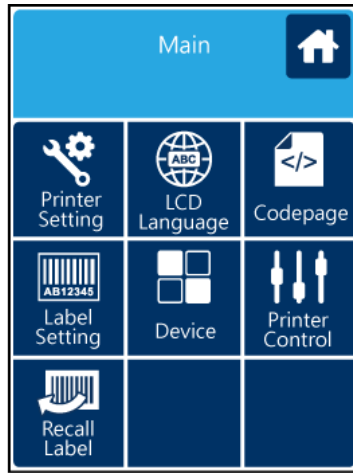 Main
Printer
Setting
ABC
LCD
Language
</>
Codepage
AB12345
Label
Setting
Device
Printer
Control
Recall
Label